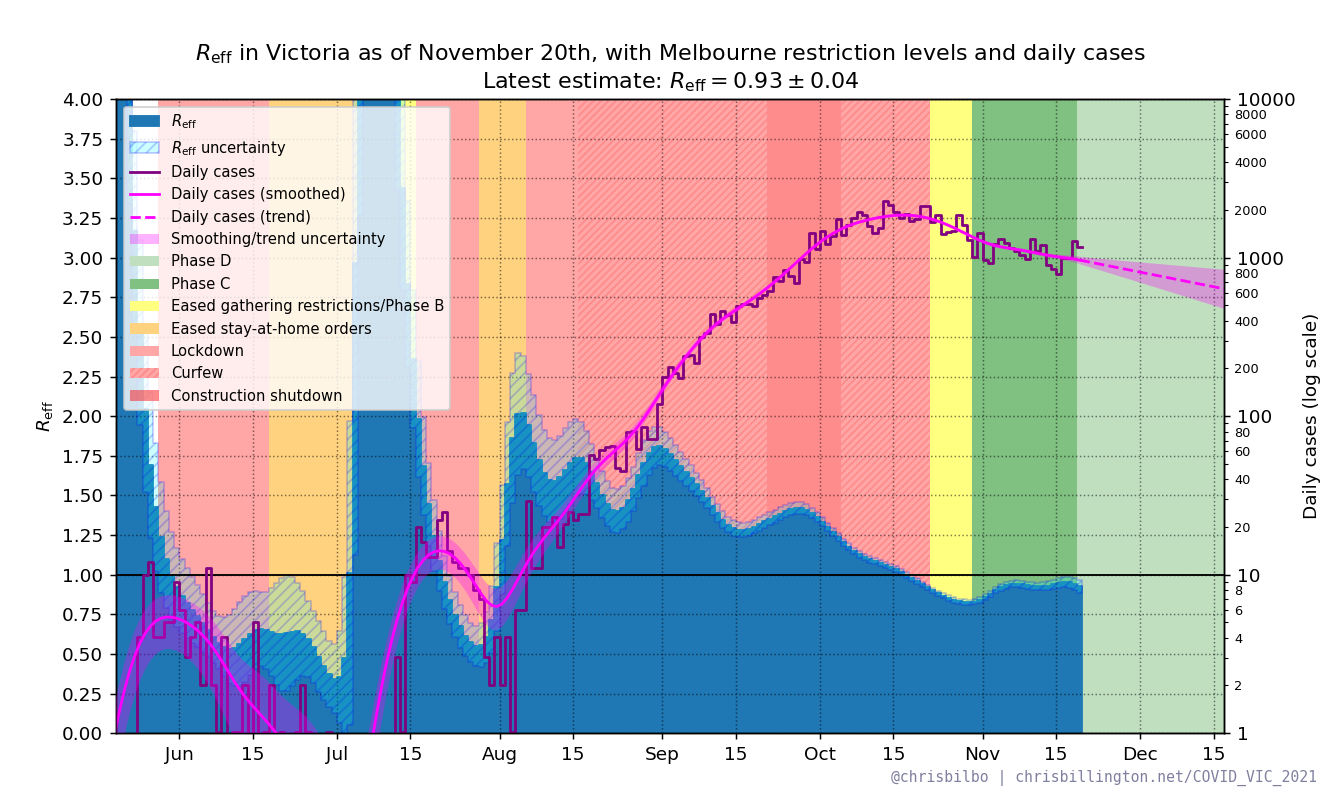 R_eff in Victoria as of November 20th, with Melbourne restriction levels and daily cases
Latest estimate: R_eff = 0.93 ± 0.04
R_eff
R_eff uncertainty
Daily cases
Daily cases (smoothed)
Daily cases (trend)
Smoothing/trend uncertainty
Phase D
Phase C
Eased gathering restrictions/Phase B
Eased stay-at-home orders
Lockdown
Curfew
Construction shutdown
R_eff
4.00
3.75
3.50
3.25
3.00
2.75
2.50
2.25
2.00
1.75
1.50
1.25
1.00
0.75
0.50
0.25
0.00
10000
8000
6000
4000
2000
1000
800
600
400
200
100
80
60
40
20
10
8
6
4
2
1
Daily cases (log scale)
Jun 15 Jul 15 Aug 15 Sep 15 Oct 15 Nov 15 Dec 15
@chrisbilbo | chrisbillington.net/COVID_VIC_2021